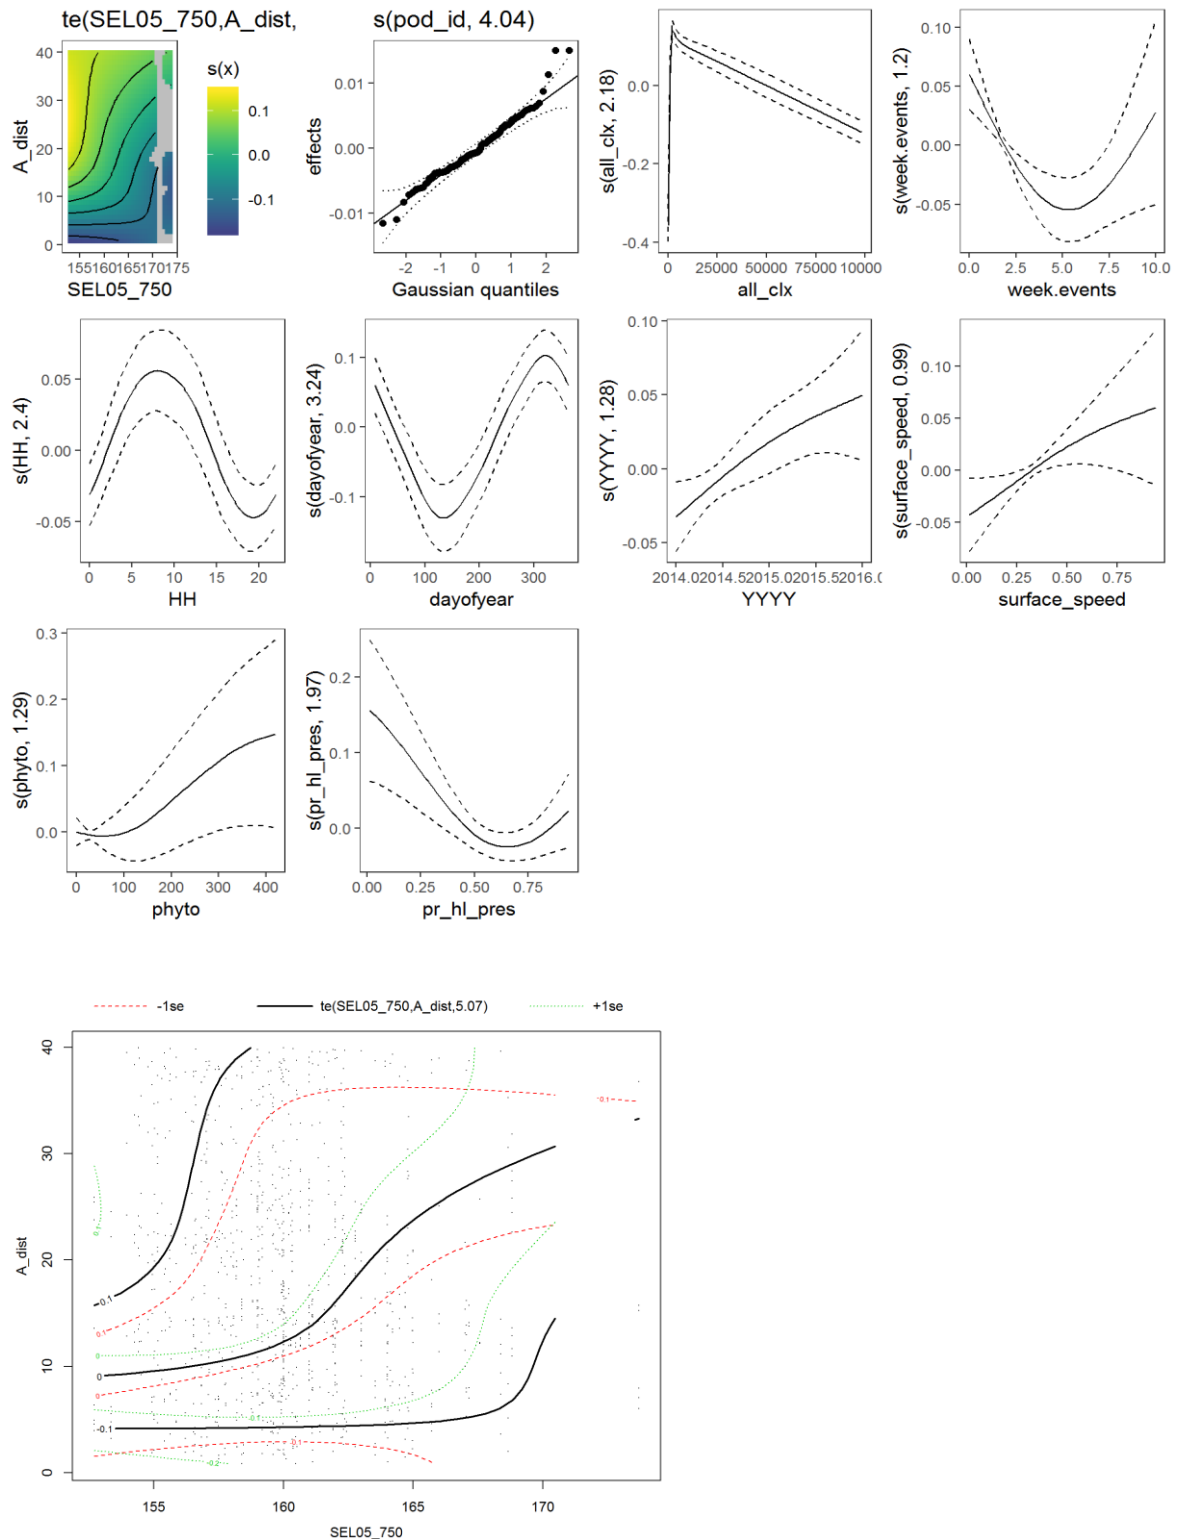 te(SEL05_750,A_dist,
A_dist
40
30
20
10
0
155160165170175
SEL05_750
s(x)
0.1
0.0
-0.1
s(pod_id, 4.04)
effects
0.01
0.00
-0.01
-2 -1 0 1 2
Gaussian quantiles
s(all_clx, 2.18)
0.0
-0.2
-0.4
0 25000 50000 75000 100000
all_clx
s(week.events, 1.2)
0.10
0.05
0.00
-0.05
0.0 2.5 5.0 7.5 10.0
week.events
s(HH, 2.4)
0.05
0.00
-0.05
0 5 10 15 20
HH
s(dayofyear, 3.24)
0.1
0.0
-0.1
0 100 200 300
dayofyear
s(YYYY, 1.28)
0.10
0.05
0.00
-0.05
2014.02014.52015.02015.52016.0
YYYY
s(surface_speed, 0.99)
0.10
0.05
0.00
-0.05
0.00 0.25 0.50 0.75
surface_speed
s(phyto, 1.29)
0.3
0.2
0.1
0.0
0 100 200 300 400
phyto
s(pr_hl_pres, 1.97)
0.2
0.1
0.0
0.00 0.25 0.50 0.75
pr_hl_pres
-1se te(SEL05_750,A_dist,5.07) +1se
A_dist
40
30
20
10
0
0.1
0.1
0
0
0
-0.1
-0.1
-0.1
-0.2
155 160 165 170
SEL05_750